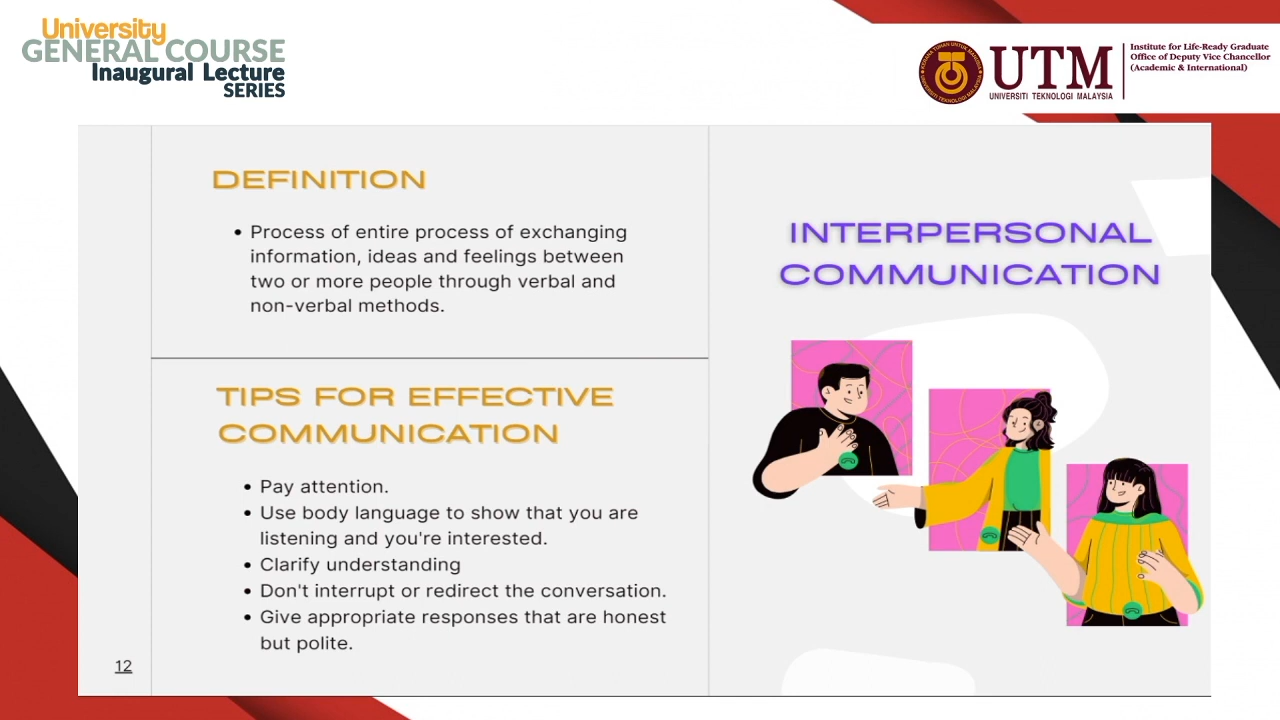 University
GENERAL COURSE
Inaugural Lecture
SERIES
UTM
UNIVERSITI TEKNOLOGI MALAYSIA
Institute for Life-Ready Graduate
Office of Deputy Vice Chancellor
(Academic & International)
DEFINITION
• Process of entire process of exchanging
information, ideas and feelings between
two or more people through verbal and
non-verbal methods.
TIPS FOR EFFECTIVE
COMMUNICATION
• Pay attention.
• Use body language to show that you are
listening and you're interested.
• Clarify understanding
• Don't interrupt or redirect the conversation.
• Give appropriate responses that are honest
but polite.
12
INTERPERSONAL
COMMUNICATION